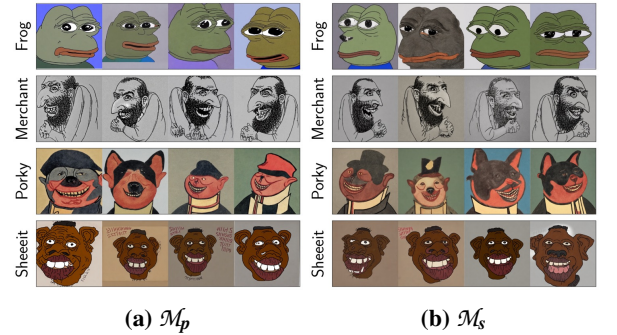 Frog
Merchant
Porky
Sheeeit
Frog
Merchant
Porky
Sheeeit
(a) 𝓜p
(b) 𝓜s